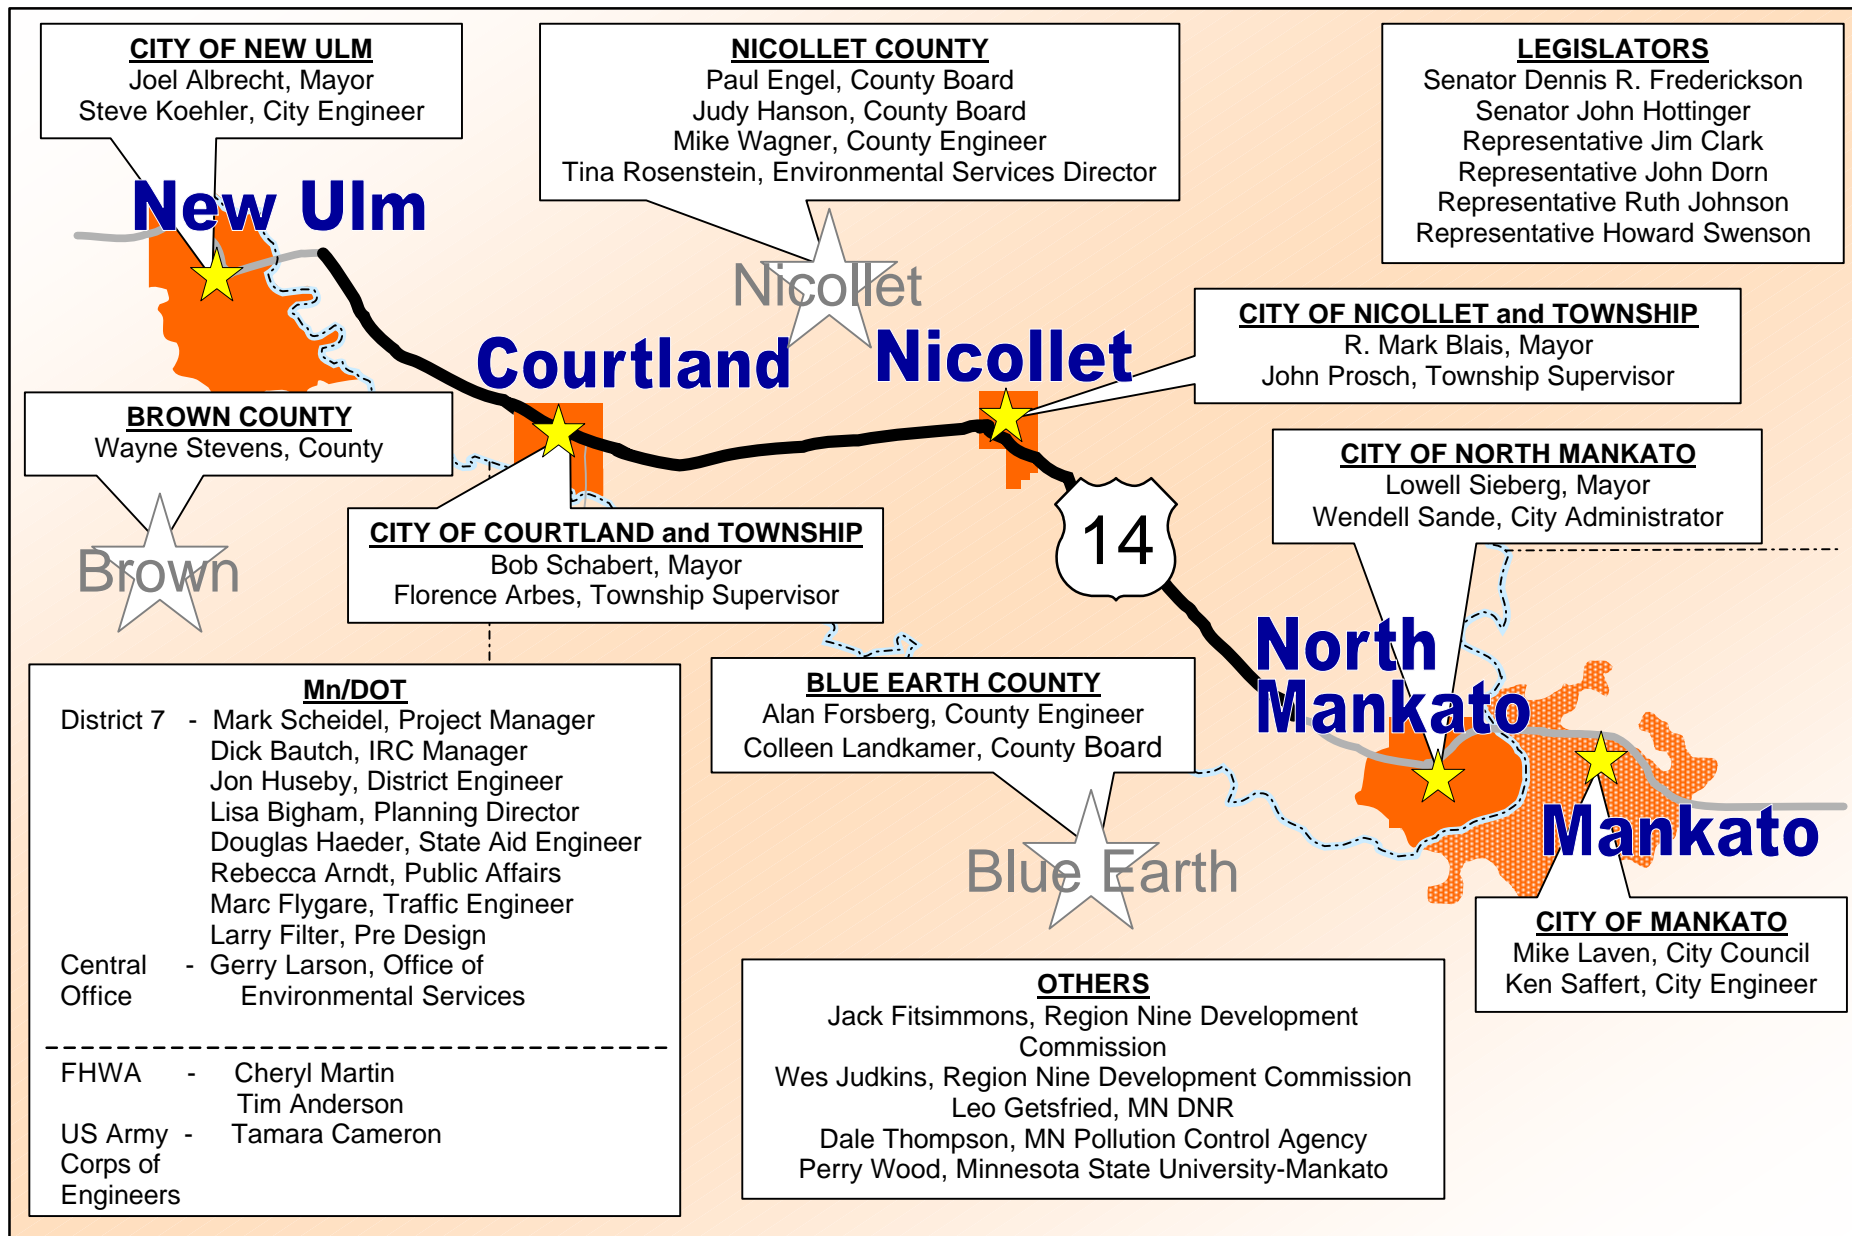 CITY OF NEW ULM
Joel Albrecht, Mayor
Steve Koehler, City Engineer
NICOLLET COUNTY
Paul Engel, County Board
Judy Hanson, County Board
Mike Wagner, County Engineer
Tina Rosenstein, Environmental Services Director
LEGISLATORS
Senator Dennis R. Frederickson
Senator John Hottinger
Representative Jim Clark
Representative John Dorn
Representative Ruth Johnson
Representative Howard Swenson
New Ulm
Nicollet
CITY OF NICOLLET and TOWNSHIP
R. Mark Blais, Mayor
John Prosch, Township Supervisor
Courtland
Nicollet
BROWN COUNTY
Wayne Stevens, County
Brown
CITY OF NORTH MANKATO
Lowell Sieberg, Mayor
Wendell Sande, City Administrator
CITY OF COURTLAND and TOWNSHIP
Bob Schabert, Mayor
Florence Arbes, Township Supervisor
14
North
Mankato
BLUE EARTH COUNTY
Alan Forsberg, County Engineer
Colleen Landkamer, County Board
Blue Earth
Mankato
Mn/DOT
District 7 - Mark Scheidel, Project Manager
Dick Bautch, IRC Manager
Jon Huseby, District Engineer
Lisa Bigham, Planning Director
Douglas Haeder, State Aid Engineer
Rebecca Arndt, Public Affairs
Marc Flygare, Traffic Engineer
Larry Filter, Pre Design
Central - Gerry Larson, Office of
Office Environmental Services
FHWA - Cheryl Martin
Tim Anderson
US Army - Tamara Cameron
Corps of
Engineers
CITY OF MANKATO
Mike Laven, City Council
Ken Saffert, City Engineer
OTHERS
Jack Fitsimmons, Region Nine Development
Commission
Wes Judkins, Region Nine Development Commission
Leo Getsfried, MN DNR
Dale Thompson, MN Pollution Control Agency
Perry Wood, Minnesota State University-Mankato